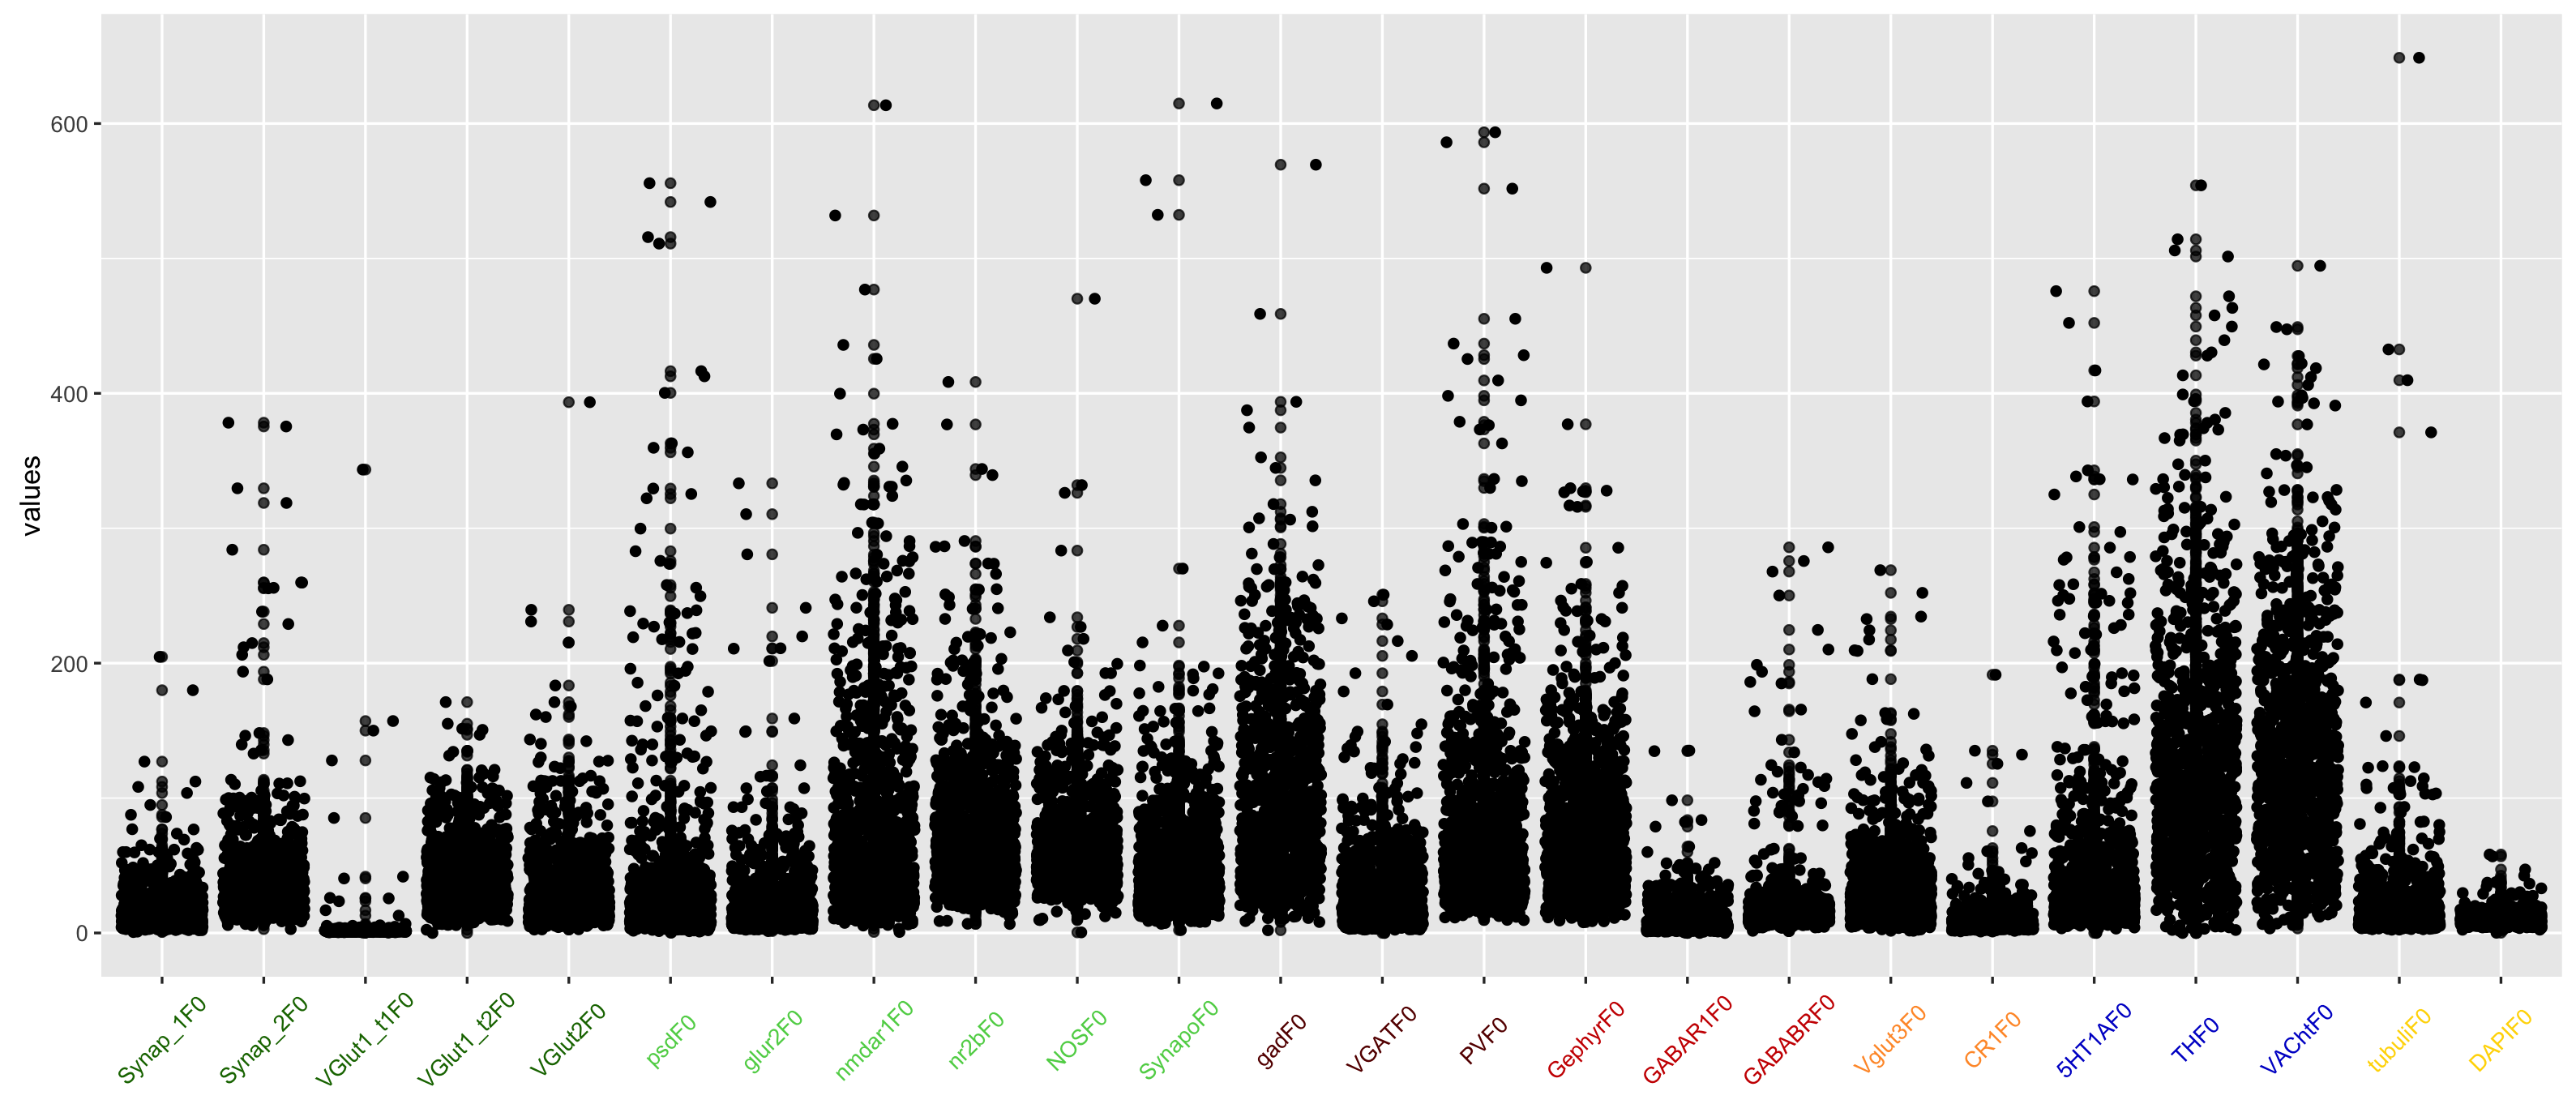 values
600
400
200
0
Synap_1F0
Synap_2F0
VGlut1_t1F0
VGlut1_t2F0
VGlut2F0
psdF0
glur2F0
nmdar1F0
nr2bF0
NOSF0
SynapoF0
gadF0
VGATF0
PVF0
GephyrF0
GABAR1F0
GABABRF0
Vglut3F0
CR1F0
5HT1AF0
THF0
VAChtF0
tubuliF0
DAPIF0